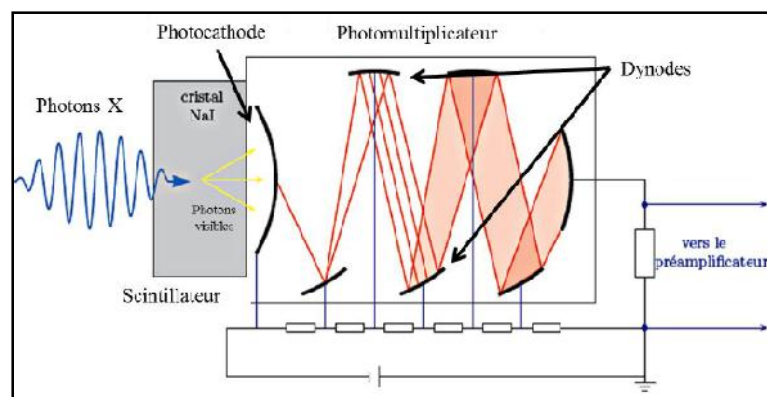 Photocathode
Photomultiplicateur
Dynodes
Photons X
cristal
NaI
Photons
visibles
Scintillateur
vers le
préamplificateur